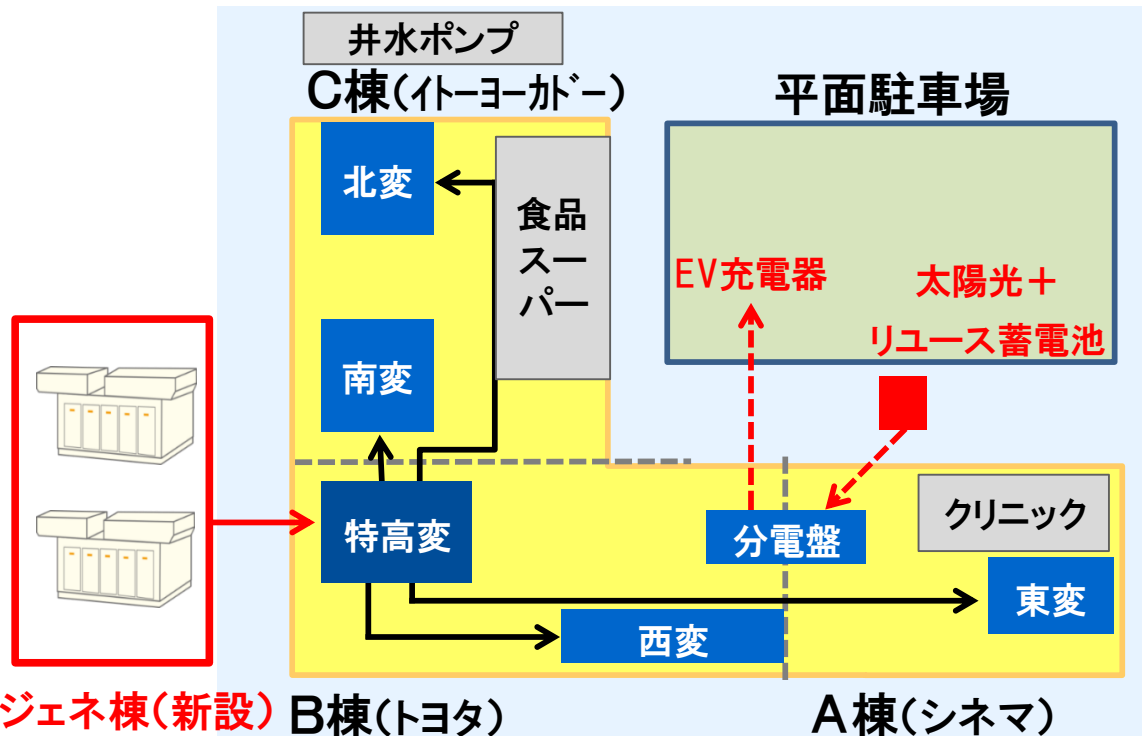 井水ポンプ
C棟(イトーヨーカドー)
平面駐車場
北変
食品
スー
パー
EV充電器
太陽光＋
リユース蓄電池
南変
特高変
分電盤
クリニック
東変
西変
ジェネ棟(新設)
B棟(トヨタ)
A棟(シネマ)